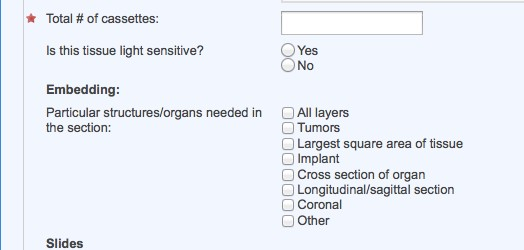 Total # of cassettes:
Is this tissue light sensitive?
Yes
No
Embedding:
Particular structures/organs needed in
the section:
All layers
Tumors
Largest square area of tissue
Implant
Cross section of organ
Longitudinal/sagittal section
Coronal
Other
Slides